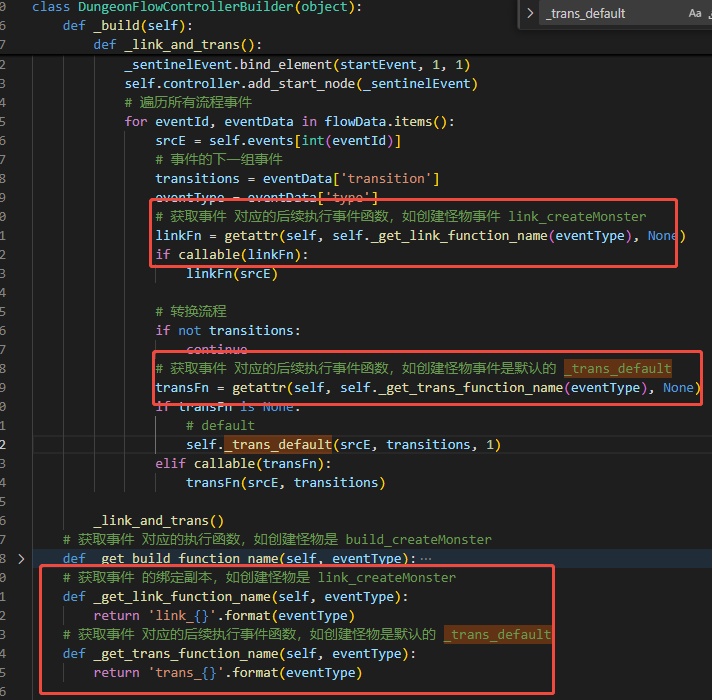 class DungeonFlowControllerBuilder(object):
def _build(self):
def _link_and_trans():
> _trans_default Aa
_sentinelEvent.bind_element(startEvent, 1, 1)
self.controller.add_start_node(_sentinelEvent)
# 遍历所有流程事件
for eventId, eventData in flowData.items():
srcE = self.events[int(eventId)]
# 事件的下一组事件
transitions = eventData['transition']
eventType = eventData['type']
# 获取事件 对应的后续执行事件函数，如创建怪物事件 link_createMonster
linkFn = getattr(self, self._get_link_function_name(eventType), None)
if callable(linkFn):
linkFn(srcE)
# 转换流程
if not transitions:
continue
# 获取事件 对应的后续执行事件函数，如创建怪物事件是默认的 _trans_default
transFn = getattr(self, self._get_trans_function_name(eventType), None)
if transFn is None:
# default
self._trans_default(srcE, transitions, 1)
elif callable(transFn):
transFn(srcE, transitions)
_link_and_trans()
# 获取事件 对应的执行函数，如创建怪物是 build_createMonster
def _get_build_function_name(self, eventType):…
# 获取事件 的绑定副本，如创建怪物是 link_createMonster
def _get_link_function_name(self, eventType):
return 'link_{}'.format(eventType)
# 获取事件 对应的后续执行事件函数，如创建怪物是默认的 _trans_default
def _get_trans_function_name(self, eventType):
return 'trans_{}'.format(eventType)